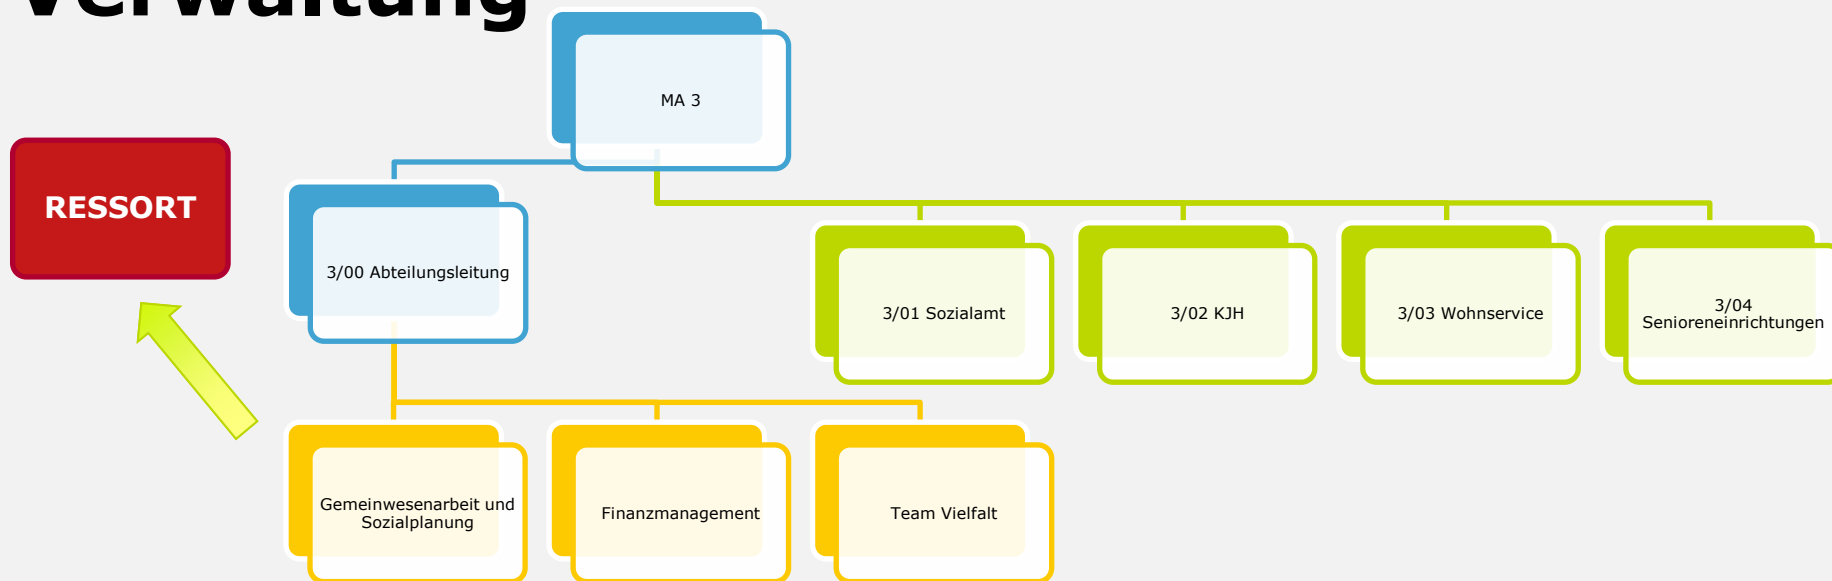 Verwaltung
MA 3
RESSORT
3/00 Abteilungsleitung
3/01 Sozialamt
3/02 KJH
3/03 Wohnservice
3/04
Senioreneinrichtungen
Gemeinwesenarbeit und
Sozialplanung
Finanzmanagement
Team Vielfalt